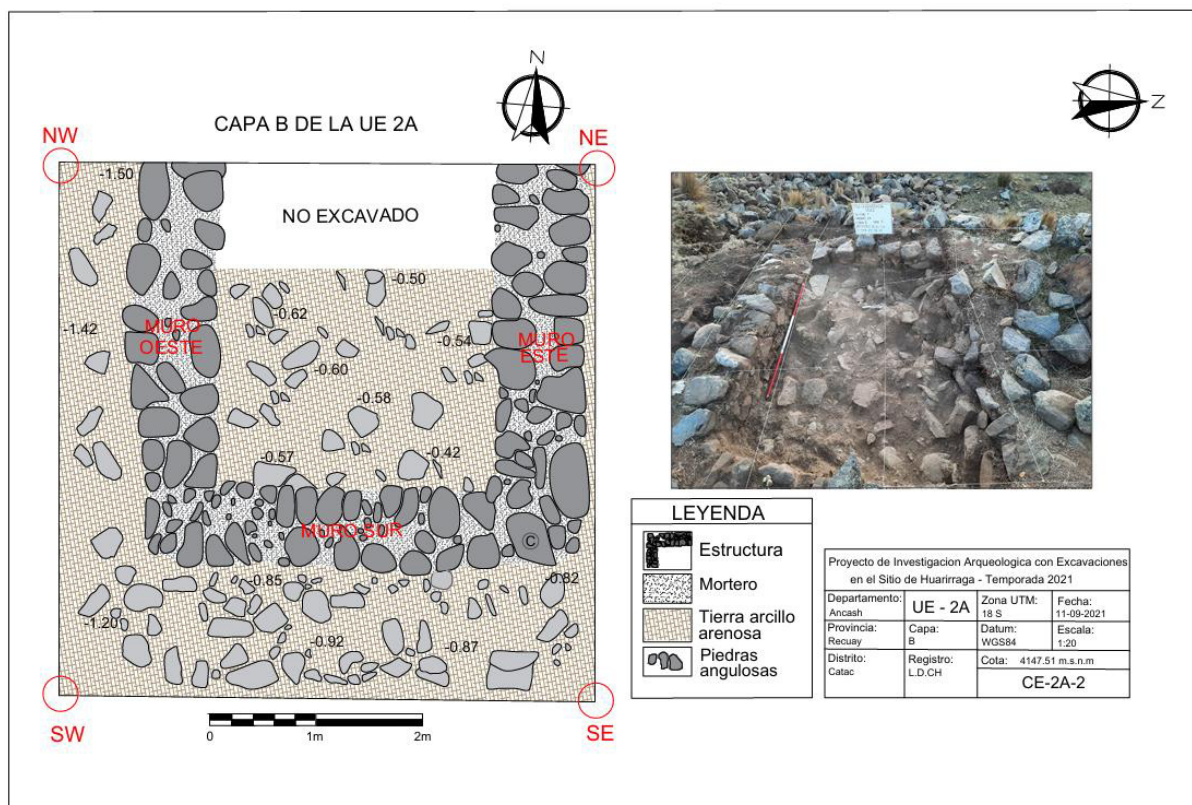 N
CAPA B DE LA UE 2A
NW
NE
N
-1.50
NO EXCAVADO
-0.50
-0.62
-1.42
MURO
OESTE
-0.54
MURO
ESTE
-0.60
-0.58
-0.57
-0.42
MURO SUR
C
-0.85
-0.82
-1.20
-0.92
-0.87
SW
SE
0
1m
2m
LEYENDA
Estructura
Mortero
Tierra arcillo
arenosa
Piedras
angulosas
Proyecto de Investigacion Arqueologica con Excavaciones
en el Sitio de Huarirraga - Temporada 2021
Departamento:
Ancash
UE - 2A
Zona UTM:
18 S
Fecha:
11-09-2021
Provincia:
Recuay
Capa:
B
Datum:
WGS84
Escala:
1:20
Distrito:
Catac
Registro:
L.D.CH
Cota: 4147.51 m.s.n.m
CE-2A-2